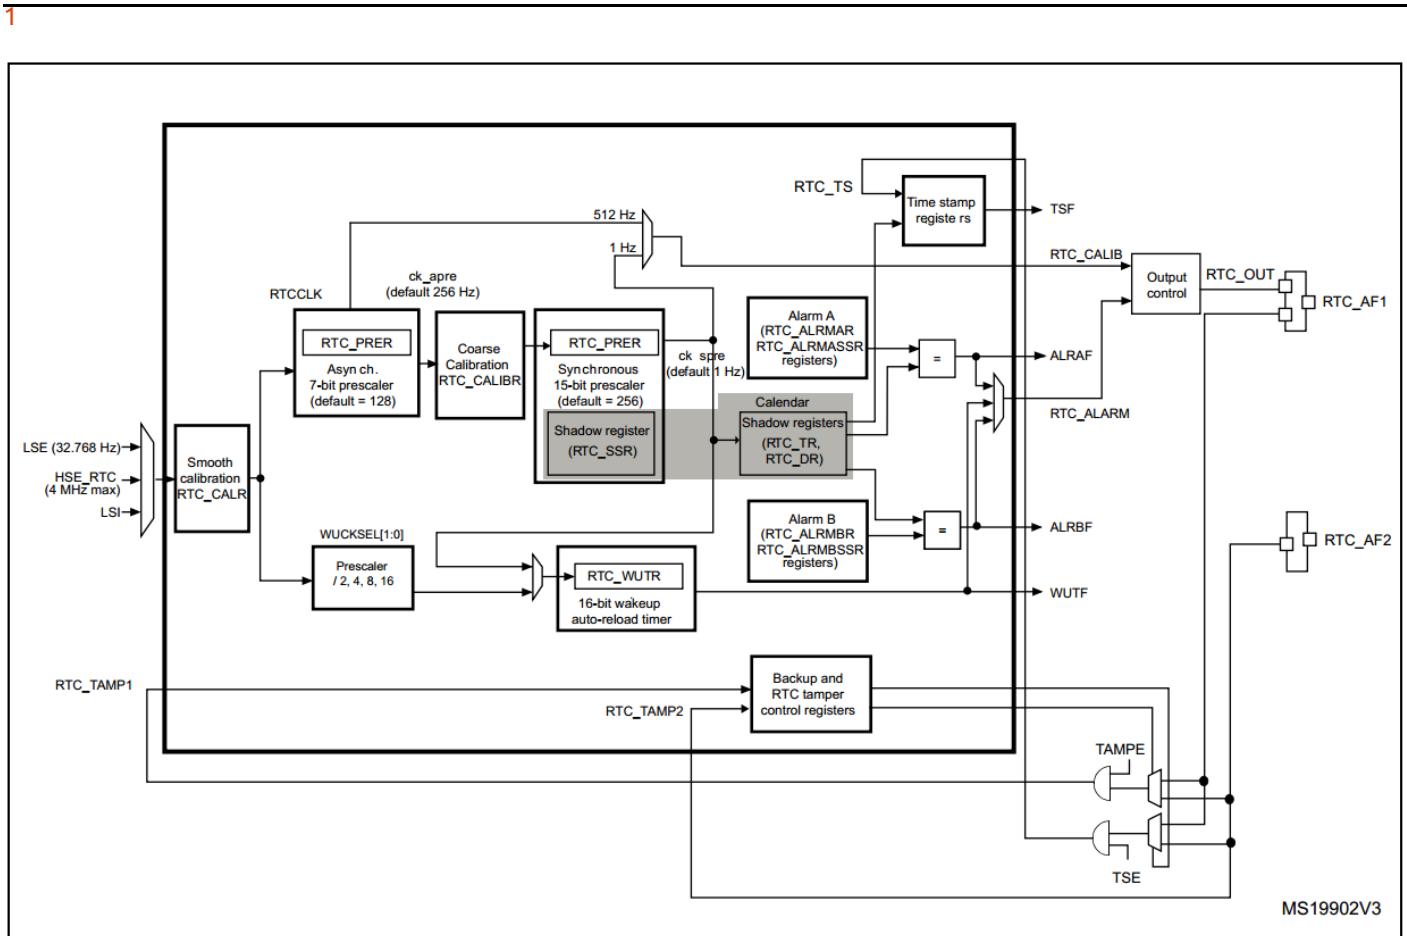 1
RTC_TS
Time stamp
registe rs
TSF
512 Hz
1 Hz
RTC_CALIB
ck_apre
(default 256 Hz)
RTCCLK
Output
control
RTC_OUT
RTC_AF1
RTC_PRER
Asyn ch.
7-bit prescaler
(default = 128)
Coarse
Calibration
RTC_CALIBR
RTC_PRER
Synchronous
15-bit prescaler
(default = 256)
ck_spre
(default 1 Hz)
Alarm A
(RTC_ALRMAR
RTC_ALRMASSR
registers)
=
ALRAF
RTC_ALARM
Calendar
Shadow register
(RTC_SSR)
Shadow registers
(RTC_TR,
RTC_DR)
LSE (32.768 Hz)
HSE_RTC
(4 MHz max)
LSI
Smooth
calibration
RTC_CALR
WUCKSEL[1:0]
Prescaler
/ 2, 4, 8, 16
RTC_WUTR
16-bit wakeup
auto-reload timer
Alarm B
(RTC_ALRMBR
RTC_ALRMBSSR
registers)
=
ALRBF
RTC_AF2
WUTF
RTC_TAMP1
RTC_TAMP2
Backup and
RTC tamper
control registers
TAMPE
TSE
MS19902V3